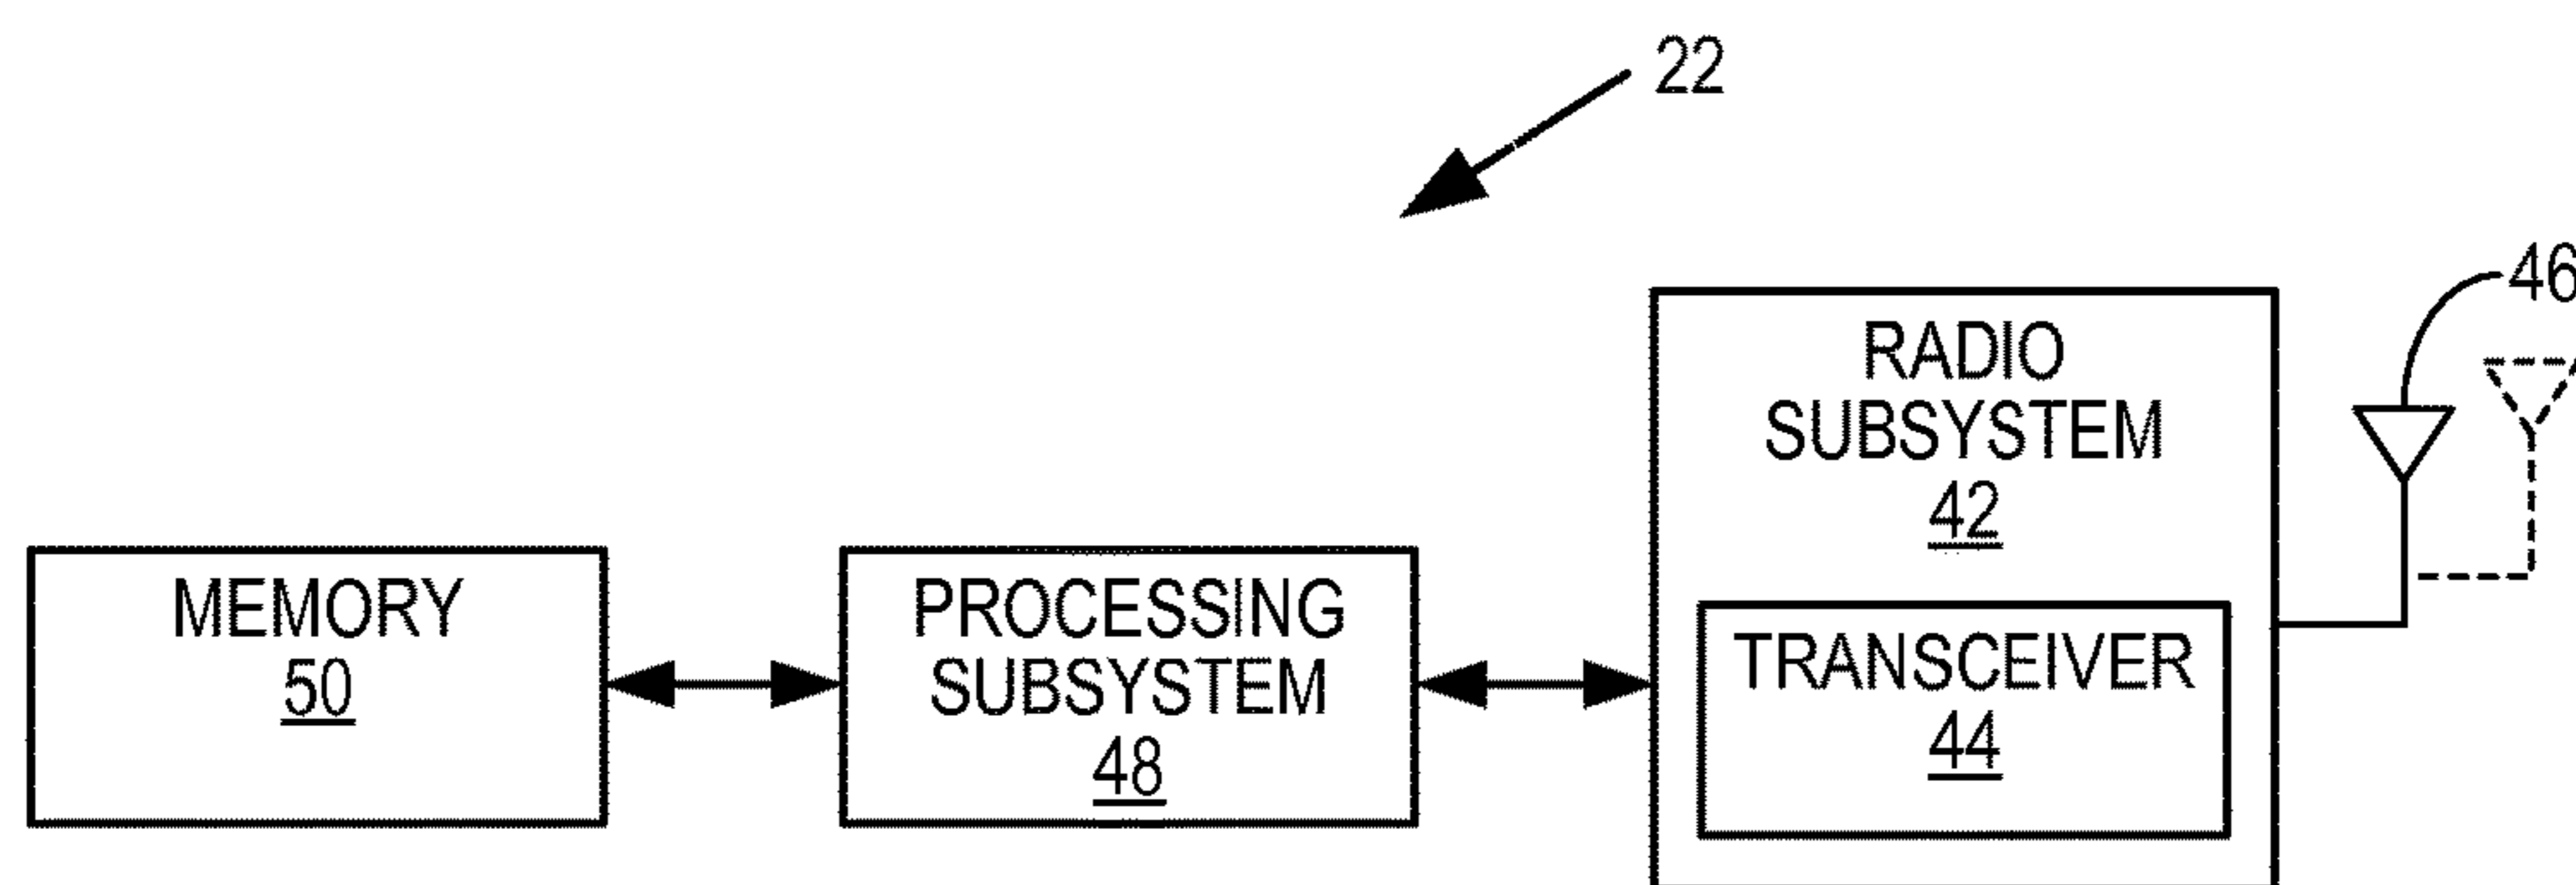 22
46
RADIO
SUBSYSTEM
42
MEMORY
50
PROCESSING
SUBSYSTEM
48
TRANSCEIVER
44